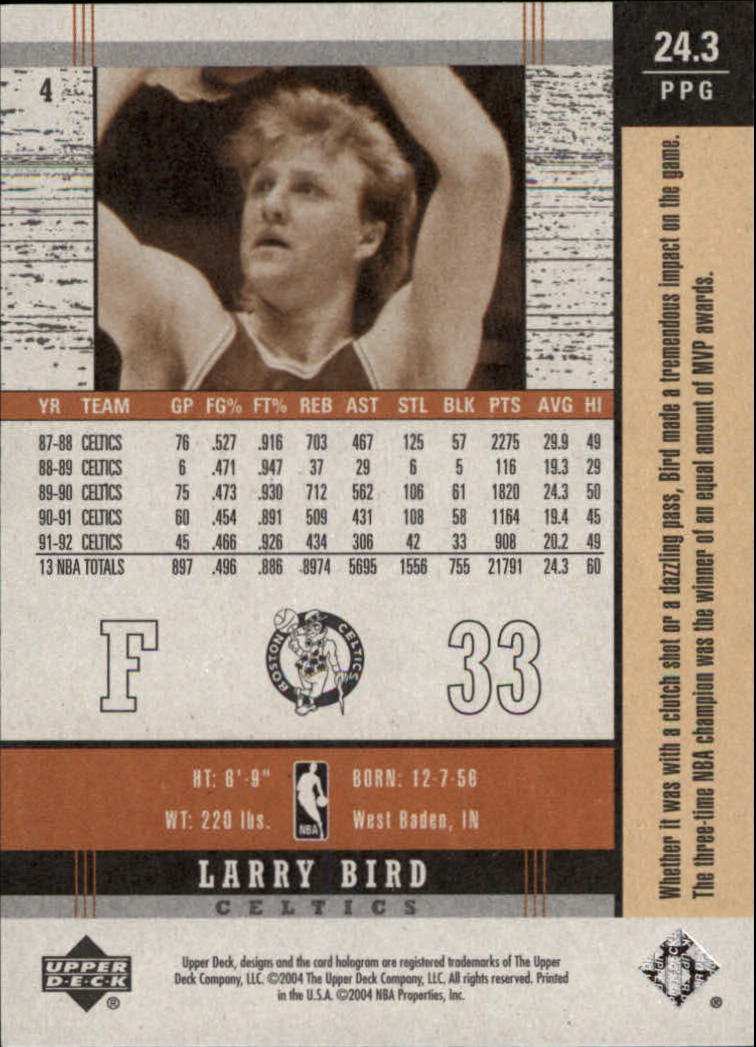 24.3
PPG
4
Whether it was with a clutch shot or a dazzling pass, Bird made a tremendous impact on the game.
The three-time NBA champion was the winner of an equal amount of MVP awards.
YR TEAM GP FG% FT% REB AST STL BLK PTS AVG HI
87-88 CELTICS 76 .527 .916 703 467 125 57 2275 29.9 49
88-89 CELTICS 6 .471 .947 37 29 6 5 116 19.3 29
89-90 CELTICS 75 .473 .930 712 562 106 61 1820 24.3 50
90-91 CELTICS 60 .454 .891 509 431 108 58 1164 19.4 45
91-92 CELTICS 45 .466 .926 434 306 42 33 908 20.2 49
13 NBA TOTALS 897 .496 .886 8974 5695 1556 755 21791 24.3 60
F BOSTON CELTICS 33
HT: 6'-9" BORN: 12-7-56
WT: 220 lbs. NBA West Baden, IN
LARRY BIRD
CELTICS
UPPER
D·E·C·K
®
Upper Deck, designs and the card hologram are registered trademarks of The Upper
Deck Company, LLC. ©2004 The Upper Deck Company, LLC. All rights reserved. Printed
in the U.S.A. ©2004 NBA Properties, Inc.
®